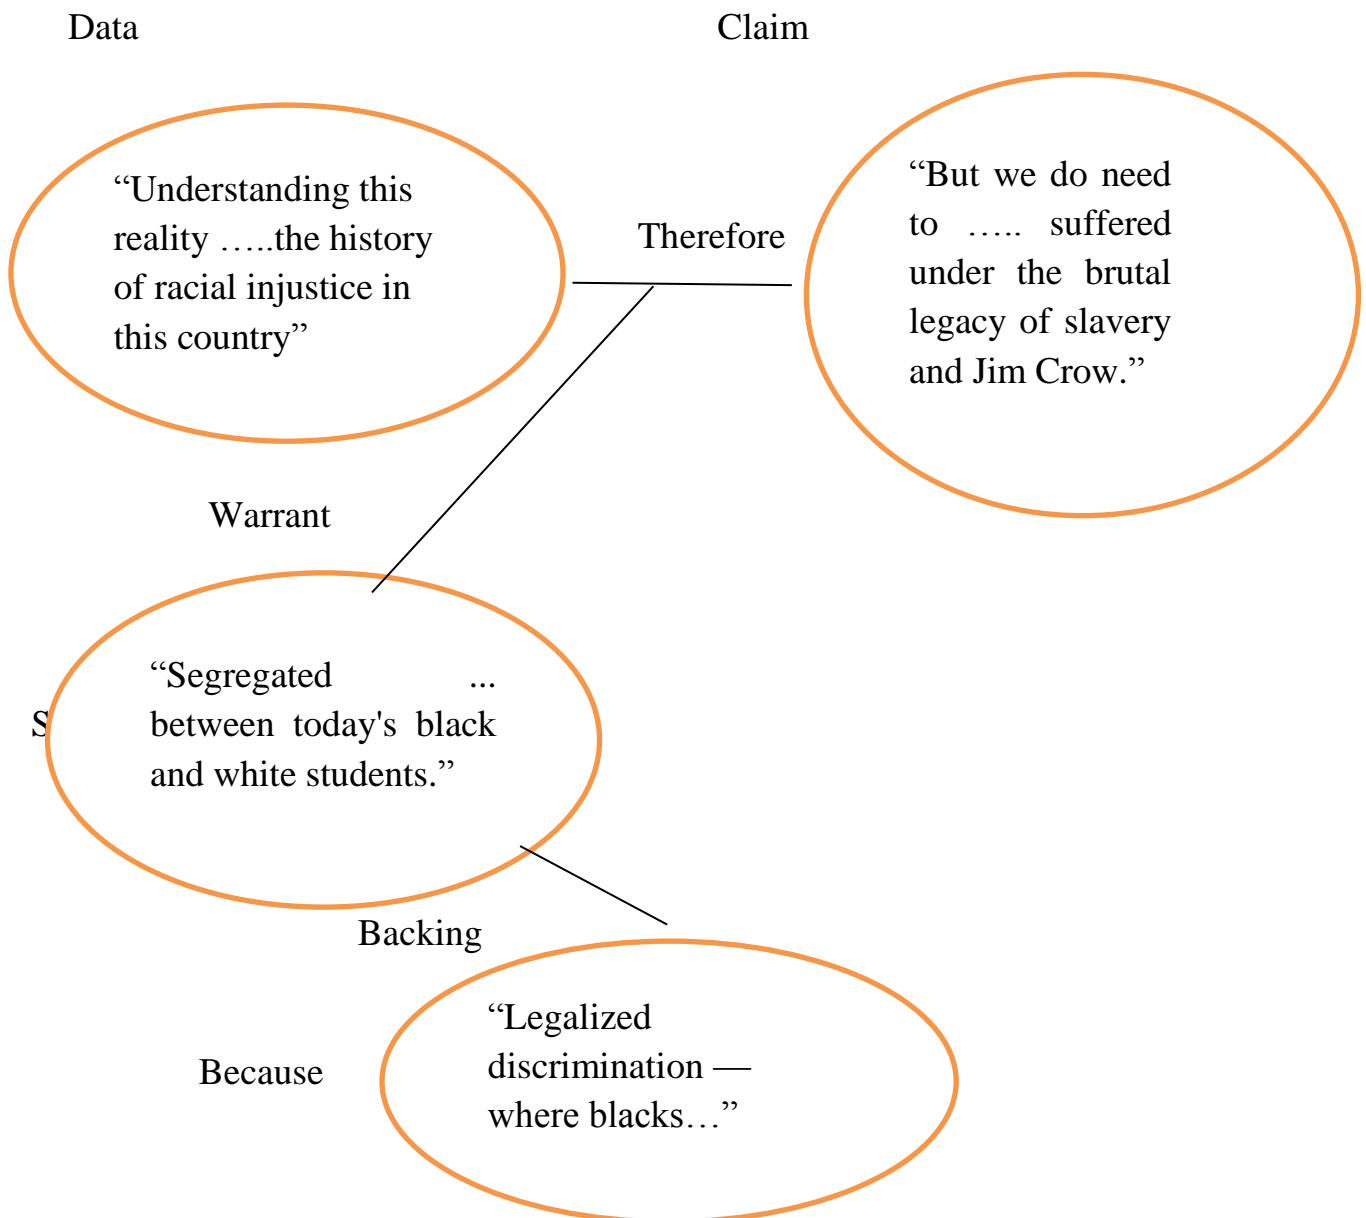 Data
Claim
“Understanding this
reality …..the history
of racial injustice in
this country”
Therefore
“But we do need
to ….. suffered
under the brutal
legacy of slavery
and Jim Crow.”
Warrant
S
“Segregated ...
between today's black
and white students.”
Backing
Because
“Legalized
discrimination —
where blacks…”